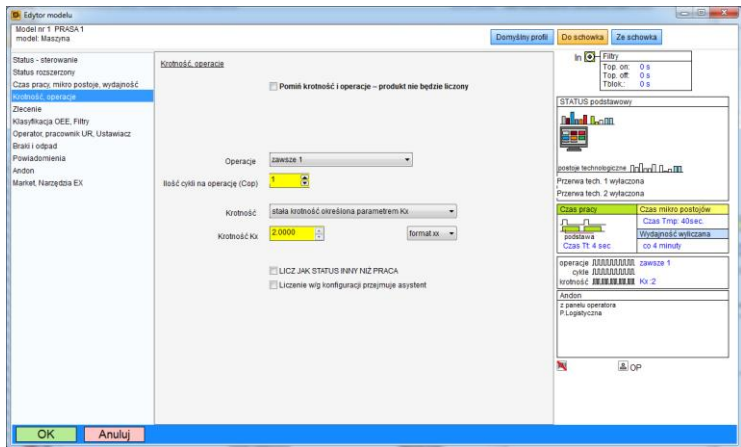 Edytor modelu
Model nr 1 PRASA 1
model: Maszyna
Domyślny profil
Do schowka
Ze schowka
Status - sterowanie
Status rozszerzony
Czas pracy, mikro postoje, wydajność
Krotność, operacje
Zlecenie
Klasyfikacja OEE, Filtry
Operator, pracownik UR, Ustawiacz
Braki i odpad
Powiadomienia
Andon
Market, Narzędzia EX
Krotność, operacje
Pomiń krotność i operacje – produkt nie będzie liczony
Operacje zawsze 1
Ilość cykli na operację (Cop) 1
Krotność stała krotność określona parametrem Kx
Krotność Kx 2.0000 format xx
LICZ JAK STATUS INNY NIŻ PRACA
Liczenie w/g konfiguracji przejmuje asystent
In Filtry
Top. on: 0 s
Top. off: 0 s
Tblok.: 0 s
STATUS podstawowy
postoje technologiczne
Przerwa tech. 1 wyłączona
Przerwa tech. 2 wyłączona
Czas pracy
podstawa
Czas Tt: 4 sec
Czas mikro postojów
Czas Tmp: 40sec.
Wydajność wyliczana
co 4 minuty
operacje zawsze 1
cykle
krotność Kx :2
Andon
z panelu operatora
P.Logistyczna
OP
OK
Anuluj